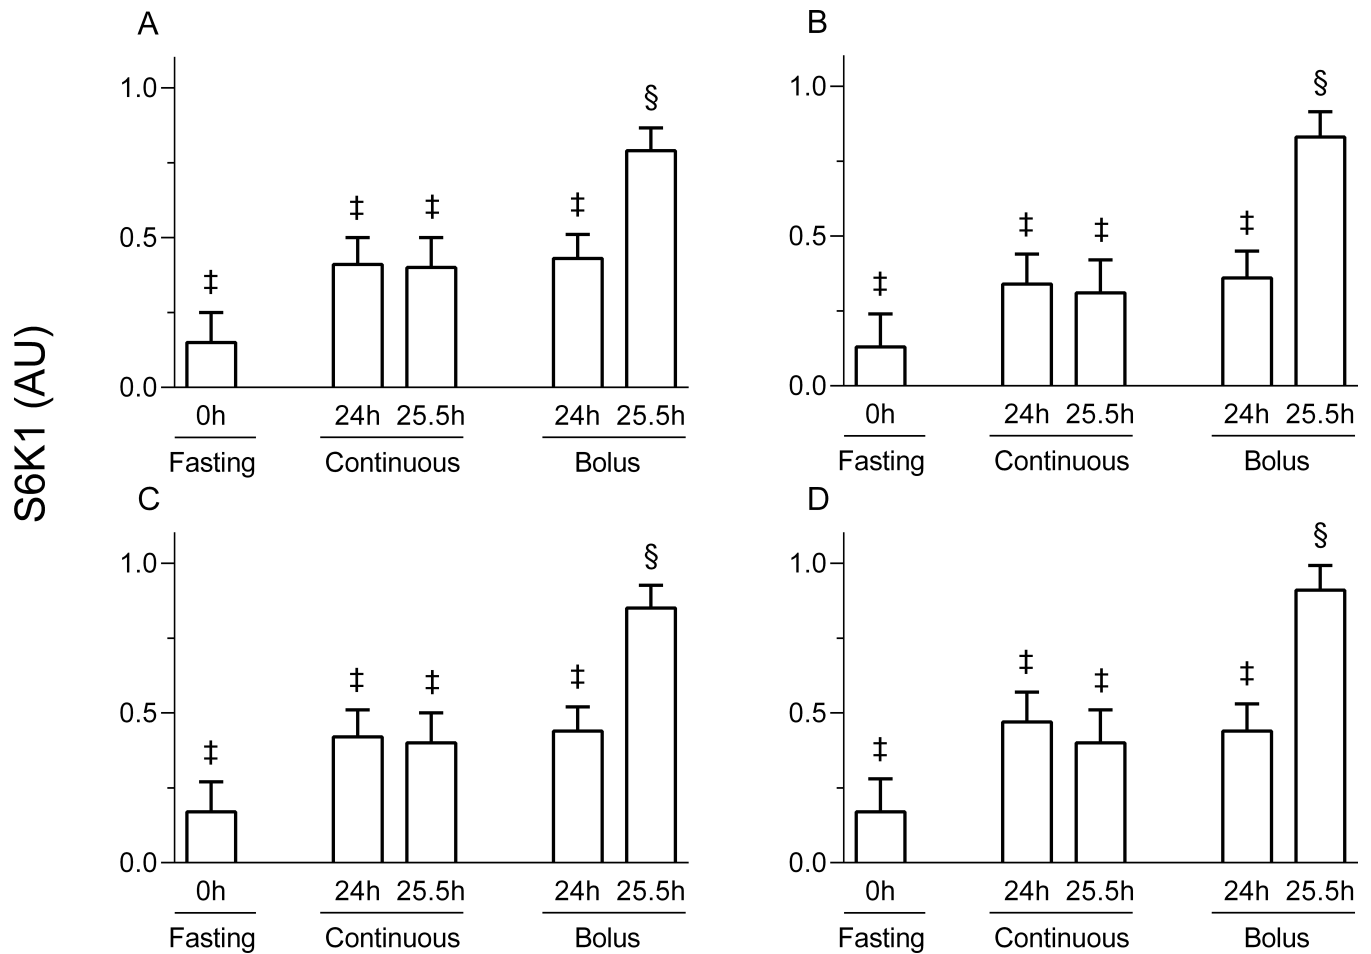 S6K1 (AU)
A
1.0
0.5
0.0
‡
‡
‡
‡
§
0h
24h
25.5h
24h
25.5h
Fasting
Continuous
Bolus
B
1.0
0.5
0.0
‡
‡
‡
‡
§
0h
24h
25.5h
24h
25.5h
Fasting
Continuous
Bolus
C
1.0
0.5
0.0
‡
‡
‡
‡
§
0h
24h
25.5h
24h
25.5h
Fasting
Continuous
Bolus
D
1.0
0.5
0.0
‡
‡
‡
‡
§
0h
24h
25.5h
24h
25.5h
Fasting
Continuous
Bolus